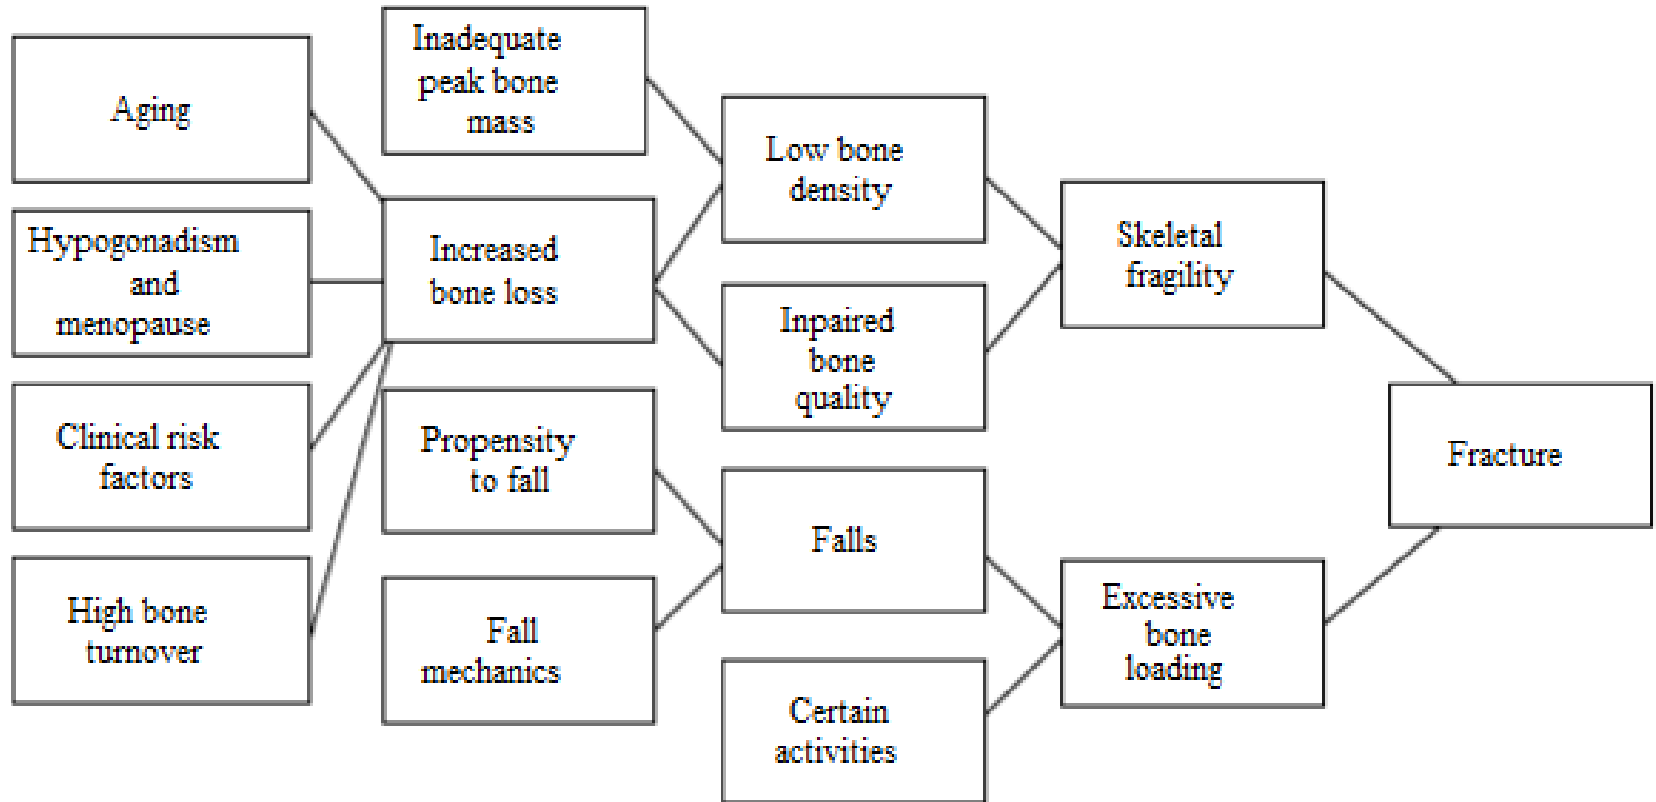 Aging
Hypogonadism
and
menopause
Clinical risk
factors
High bone
turnover
Inadequate
peak bone
mass
Increased
bone loss
Propensity
to fall
Fall
mechanics
Low bone
density
Inpaired
bone
quality
Falls
Certain
activities
Skeletal
fragility
Excessive
bone
loading
Fracture